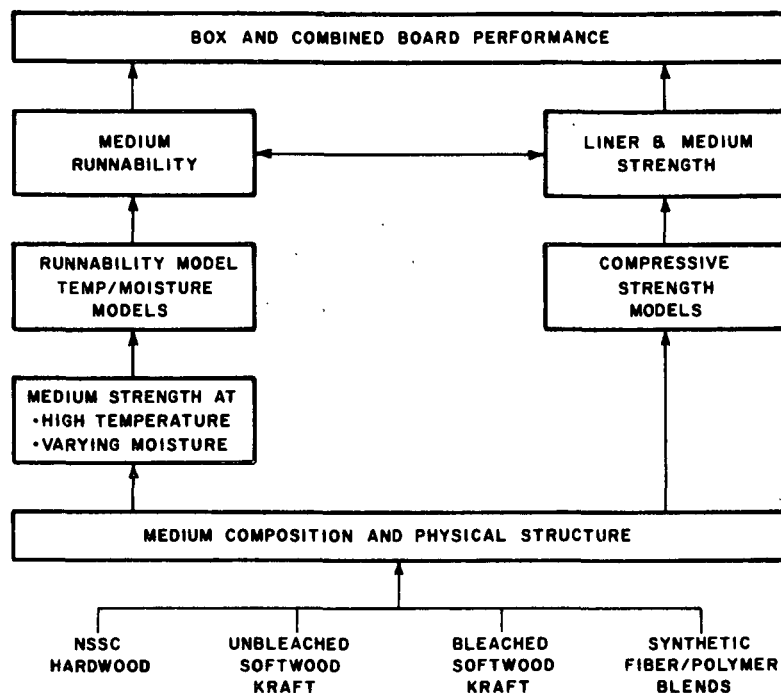 BOX AND COMBINED BOARD PERFORMANCE
MEDIUM
RUNNABILITY
LINER & MEDIUM
STRENGTH
RUNNABILITY MODEL
TEMP/MOISTURE
MODELS
COMPRESSIVE
STRENGTH
MODELS
MEDIUM STRENGTH AT
•HIGH TEMPERATURE
•VARYING MOISTURE
MEDIUM COMPOSITION AND PHYSICAL STRUCTURE
NSSC
HARDWOOD
UNBLEACHED
SOFTWOOD
KRAFT
BLEACHED
SOFTWOOD
KRAFT
SYNTHETIC
FIBER/POLYMER
BLENDS